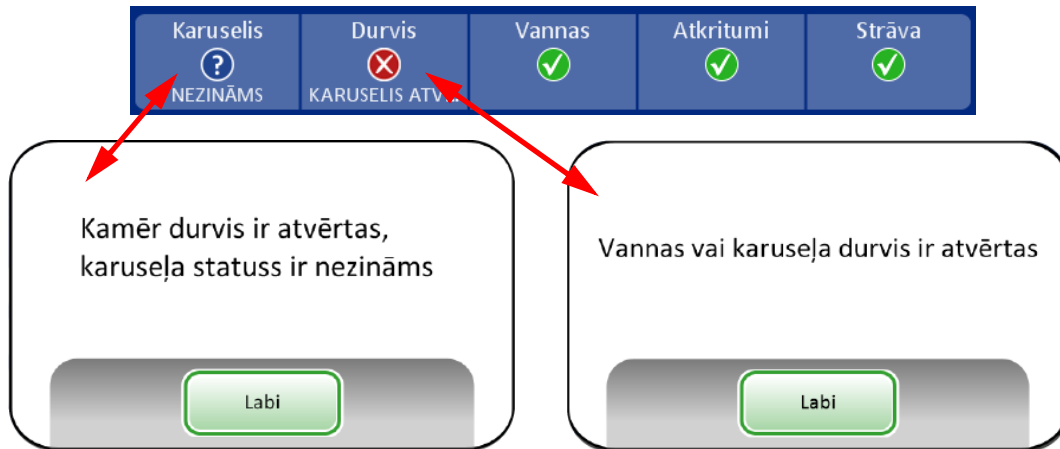 Karuselis Durvis Vannas Atkritumi Strāva
?
NEZINĀMS KARUSELIS ATV...
Kamēr durvis ir atvērtas,
karuseļa statuss ir nezināms
Labi
Vannas vai karuseļa durvis ir atvērtas
Labi